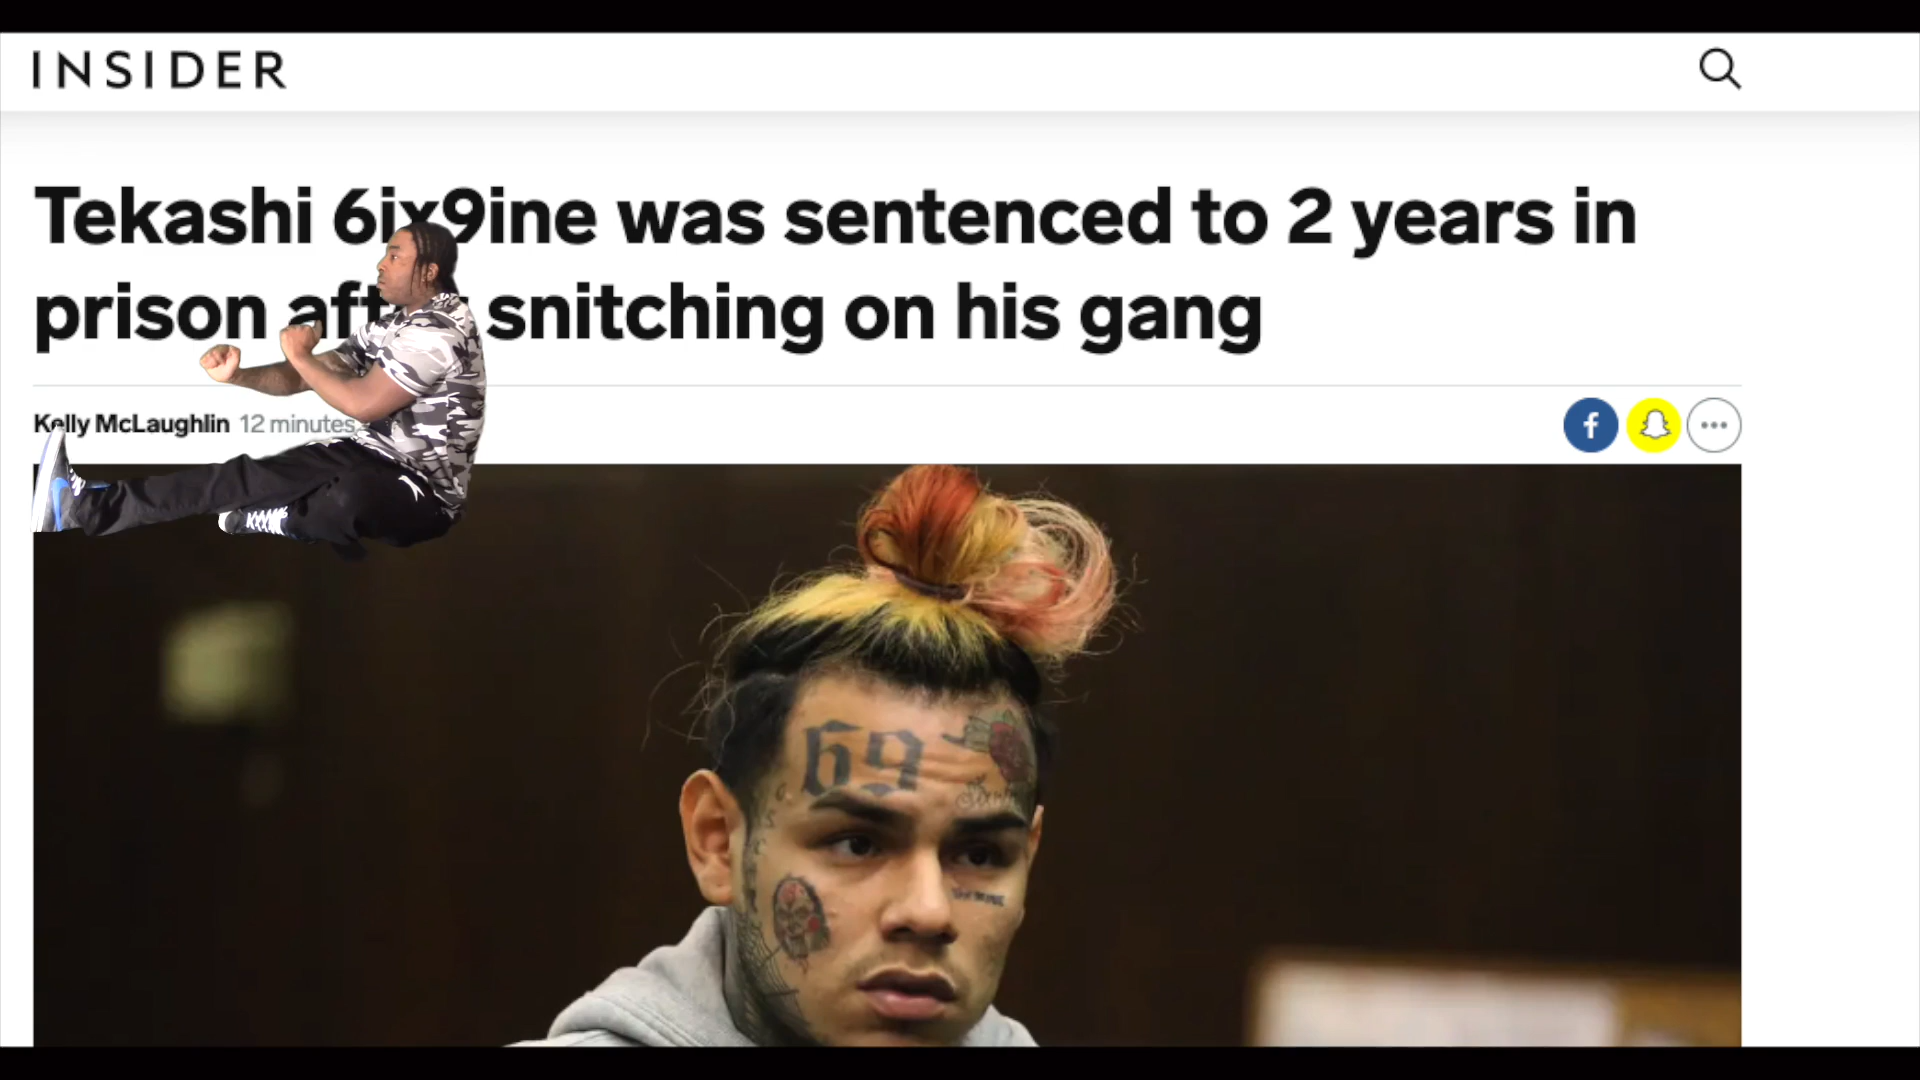 INSIDER
Tekashi 6ix9ine was sentenced to 2 years in
prison after snitching on his gang
Kelly McLaughlin 12 minutes
69